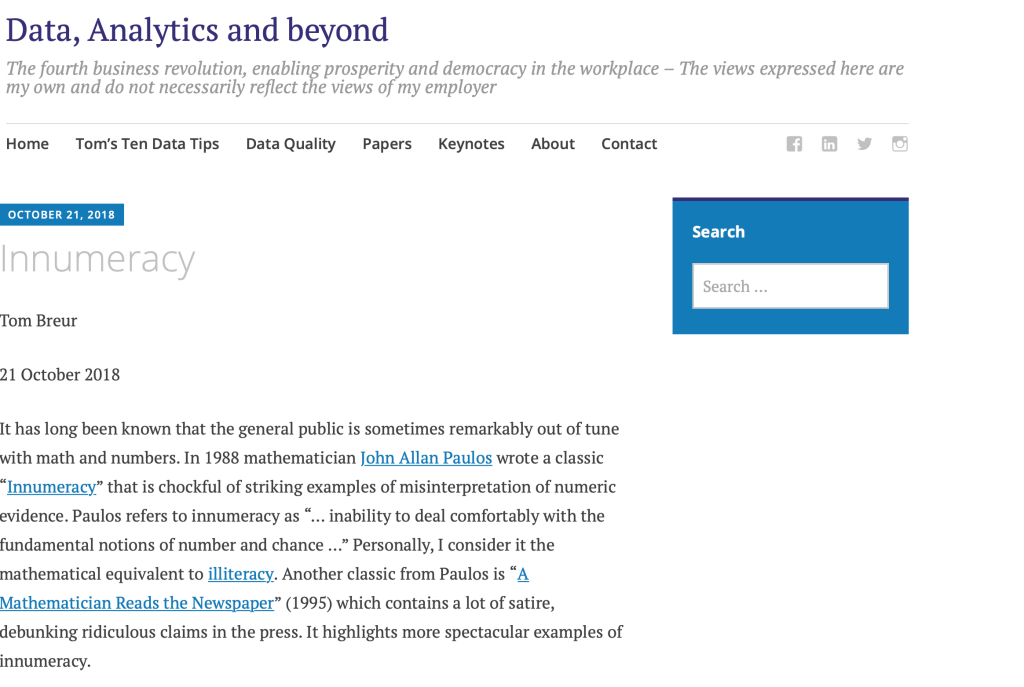 Data, Analytics and beyond
The fourth business revolution, enabling prosperity and democracy in the workplace – The views expressed here are
my own and do not necessarily reflect the views of my employer
Home Tom’s Ten Data Tips Data Quality Papers Keynotes About Contact
OCTOBER 21, 2018
Innumeracy
Tom Breur
21 October 2018
It has long been known that the general public is sometimes remarkably out of tune
with math and numbers. In 1988 mathematician John Allan Paulos wrote a classic
“Innumeracy” that is chockful of striking examples of misinterpretation of numeric
evidence. Paulos refers to innumeracy as “… inability to deal comfortably with the
fundamental notions of number and chance …” Personally, I consider it the
mathematical equivalent to illiteracy. Another classic from Paulos is “A
Mathematician Reads the Newspaper” (1995) which contains a lot of satire,
debunking ridiculous claims in the press. It highlights more spectacular examples of
innumeracy.
Search
Search …